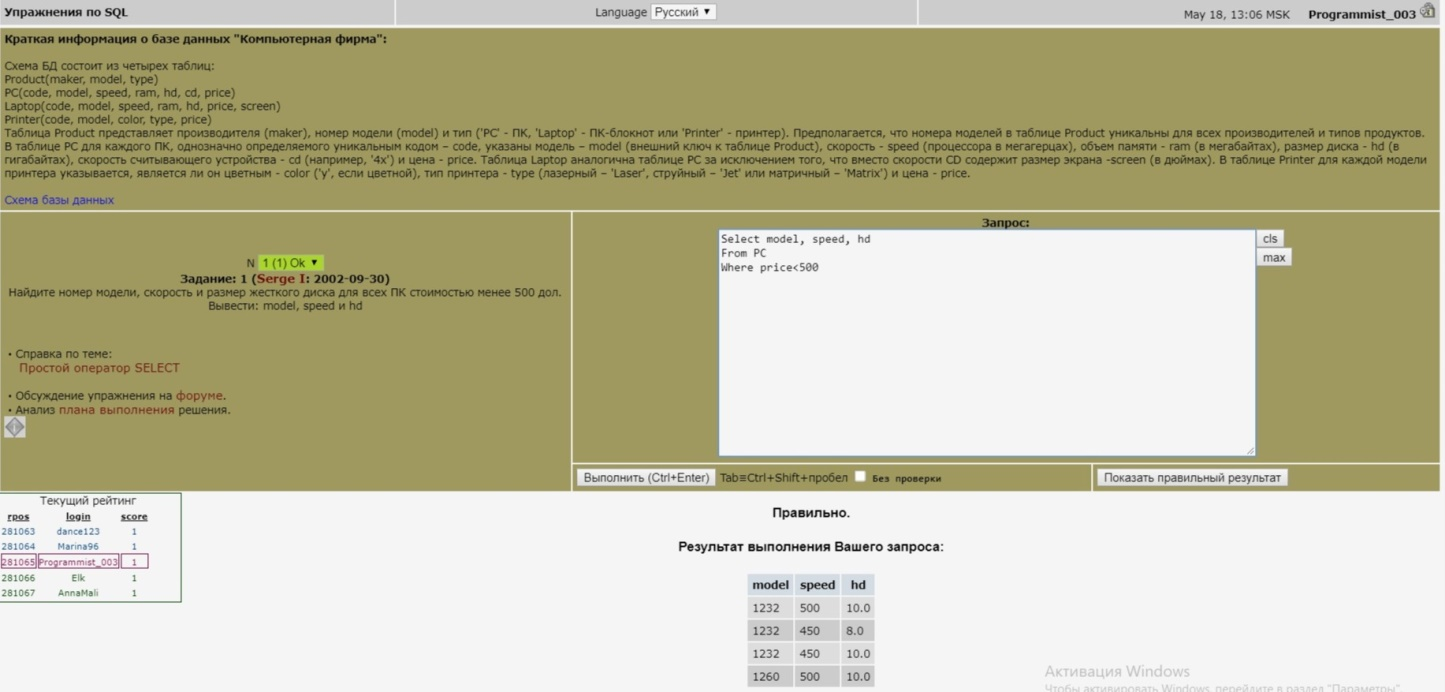 Упражнения по SQL
Language Русский ▼
May 18, 13:06 MSK Programmist_003
Краткая информация о базе данных "Компьютерная фирма":
Схема БД состоит из четырех таблиц:
Product(maker, model, type)
PC(code, model, speed, ram, hd, cd, price)
Laptop(code, model, speed, ram, hd, price, screen)
Printer(code, model, color, type, price)
Таблица Product представляет производителя (maker), номер модели (model) и тип ('PC' - ПК, 'Laptop' - ПК-блокнот или 'Printer' - принтер). Предполагается, что номера моделей в таблице Product уникальны для всех производителей и типов продуктов.
В таблице PC для каждого ПК, однозначно определяемого уникальным кодом – code, указаны модель – model (внешний ключ к таблице Product), скорость - speed (процессора в мегагерцах), объем памяти - ram (в мегабайтах), размер диска - hd (в
гигабайтах), скорость считывающего устройства - cd (например, '4x') и цена - price. Таблица Laptop аналогична таблице РС за исключением того, что вместо скорости CD содержит размер экрана -screen (в дюймах). В таблице Printer для каждой модели
принтера указывается, является ли он цветным - color ('y', если цветной), тип принтера - type (лазерный – 'Laser', струйный – 'Jet' или матричный – 'Matrix') и цена - price.
Схема базы данных
N 1 (1) Ok ▼
Задание: 1 (Serge I: 2002-09-30)
Найдите номер модели, скорость и размер жесткого диска для всех ПК стоимостью менее 500 дол.
Вывести: model, speed и hd
• Справка по теме:
Простой оператор SELECT
• Обсуждение упражнения на форуме.
• Анализ плана выполнения решения.
Запрос:
Select model, speed, hd
From PC
Where price<500
cls
max
Выполнить (Ctrl+Enter) Tab≡Ctrl+Shift+пробел Без проверки
Показать правильный результат
Текущий рейтинг
rpos login score
281063 dance123 1
281064 Marina96 1
281065 Programmist_003 1
281066 Elk 1
281067 AnnaMali 1
Правильно.
Результат выполнения Вашего запроса:
model speed hd
1232 500 10.0
1232 450 8.0
1232 450 10.0
1260 500 10.0
Активация Windows
Чтобы активировать Windows, перейдите в раздел "Параметры".